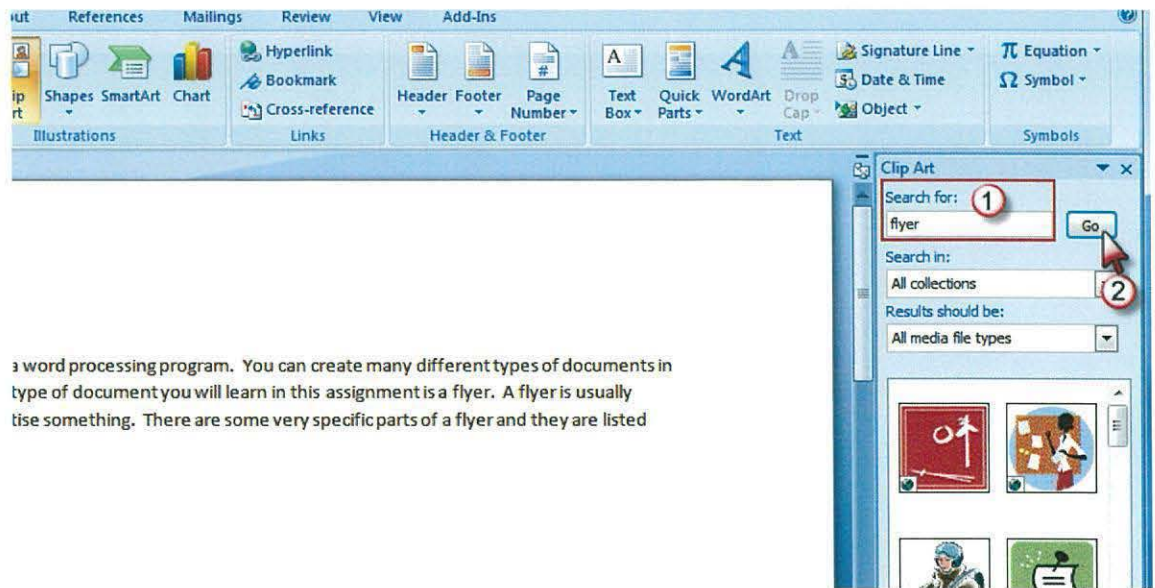 out References Mailings Review View Add-Ins
Hyperlink
Bookmark
Cross-reference
ip
rt
Shapes SmartArt Chart
Header Footer Page
Number
#
A
Text
Box
Quick
Parts
A
WordArt
A
Drop
Cap
Signature Line
5 Date & Time
Object
π Equation
Ω Symbol
Illustrations Links Header & Footer Text Symbols
Clip Art
Search for: 1
flyer Go
Search in:
All collections 2
Results should be:
All media file types
a word processing program. You can create many different types of documents in
type of document you will learn in this assignment is a flyer. A flyer is usually
tise something. There are some very specific parts of a flyer and they are listed